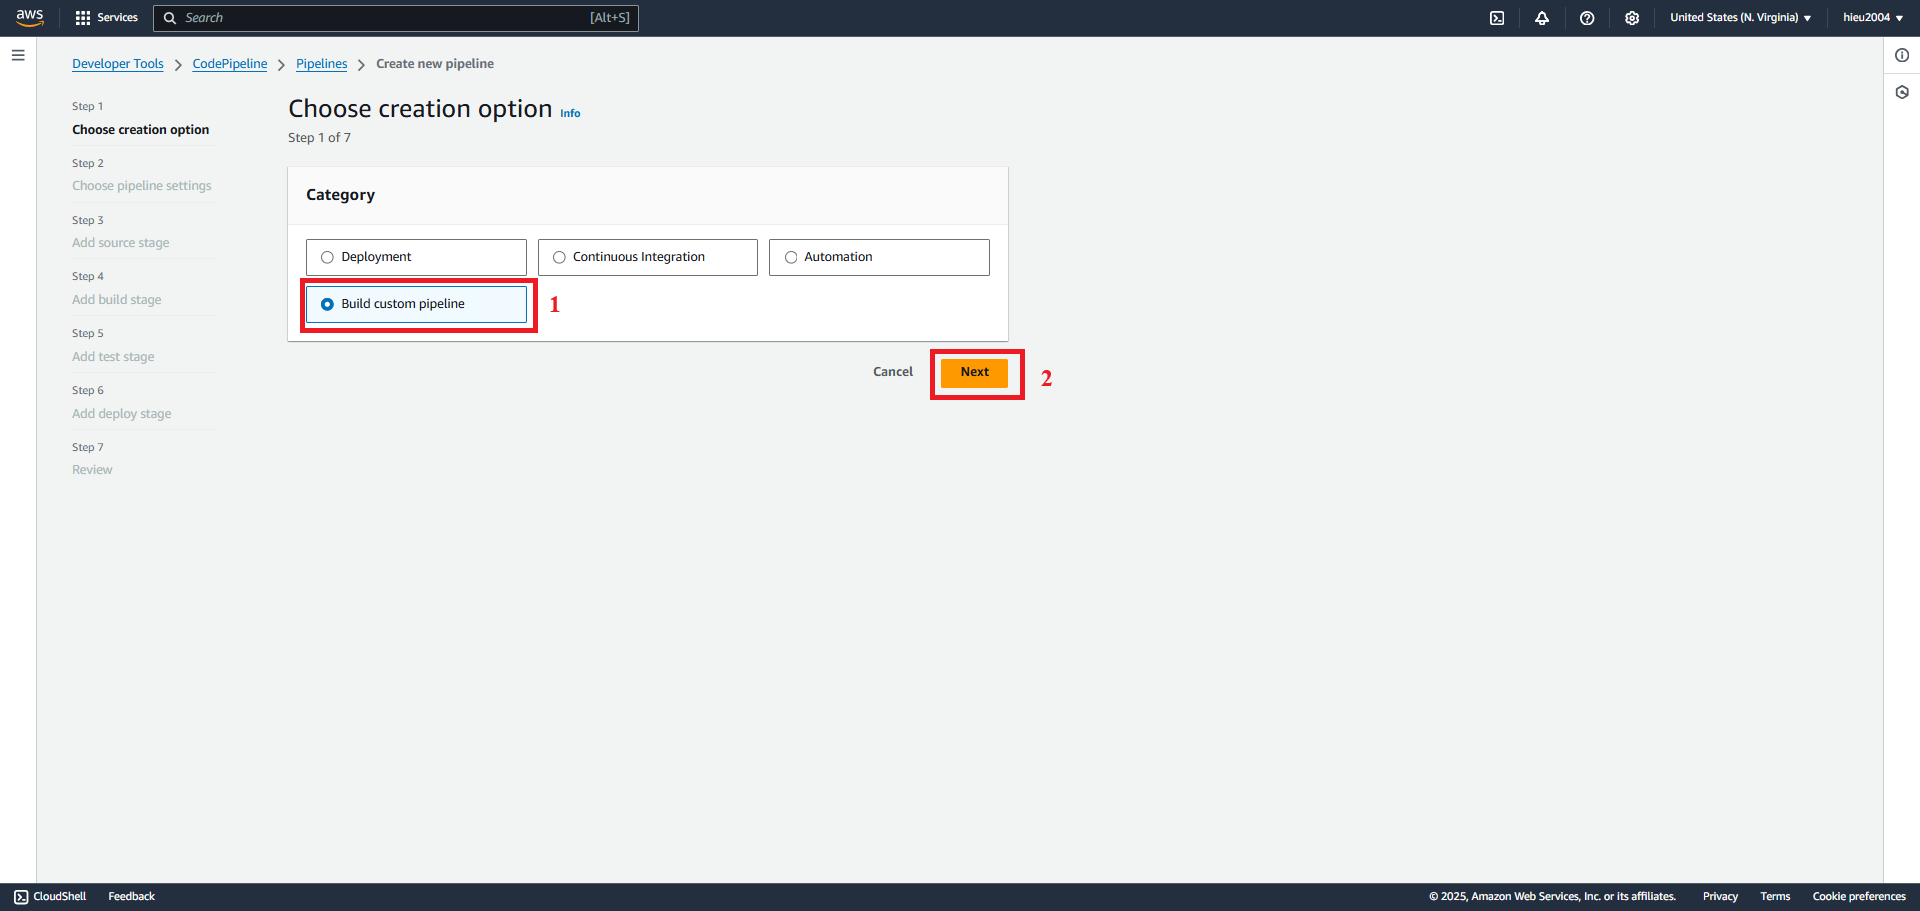 aws Services Search [Alt+S] United States (N. Virginia) hieu2004
Developer Tools CodePipeline Pipelines Create new pipeline
Step 1
Choose creation option
Step 2
Choose pipeline settings
Step 3
Add source stage
Step 4
Add build stage
Step 5
Add test stage
Step 6
Add deploy stage
Step 7
Review
Choose creation option Info
Step 1 of 7
Category
Deployment Continuous Integration Automation
Build custom pipeline 1
Cancel Next 2
CloudShell Feedback © 2025, Amazon Web Services, Inc. or its affiliates. Privacy Terms Cookie preferences